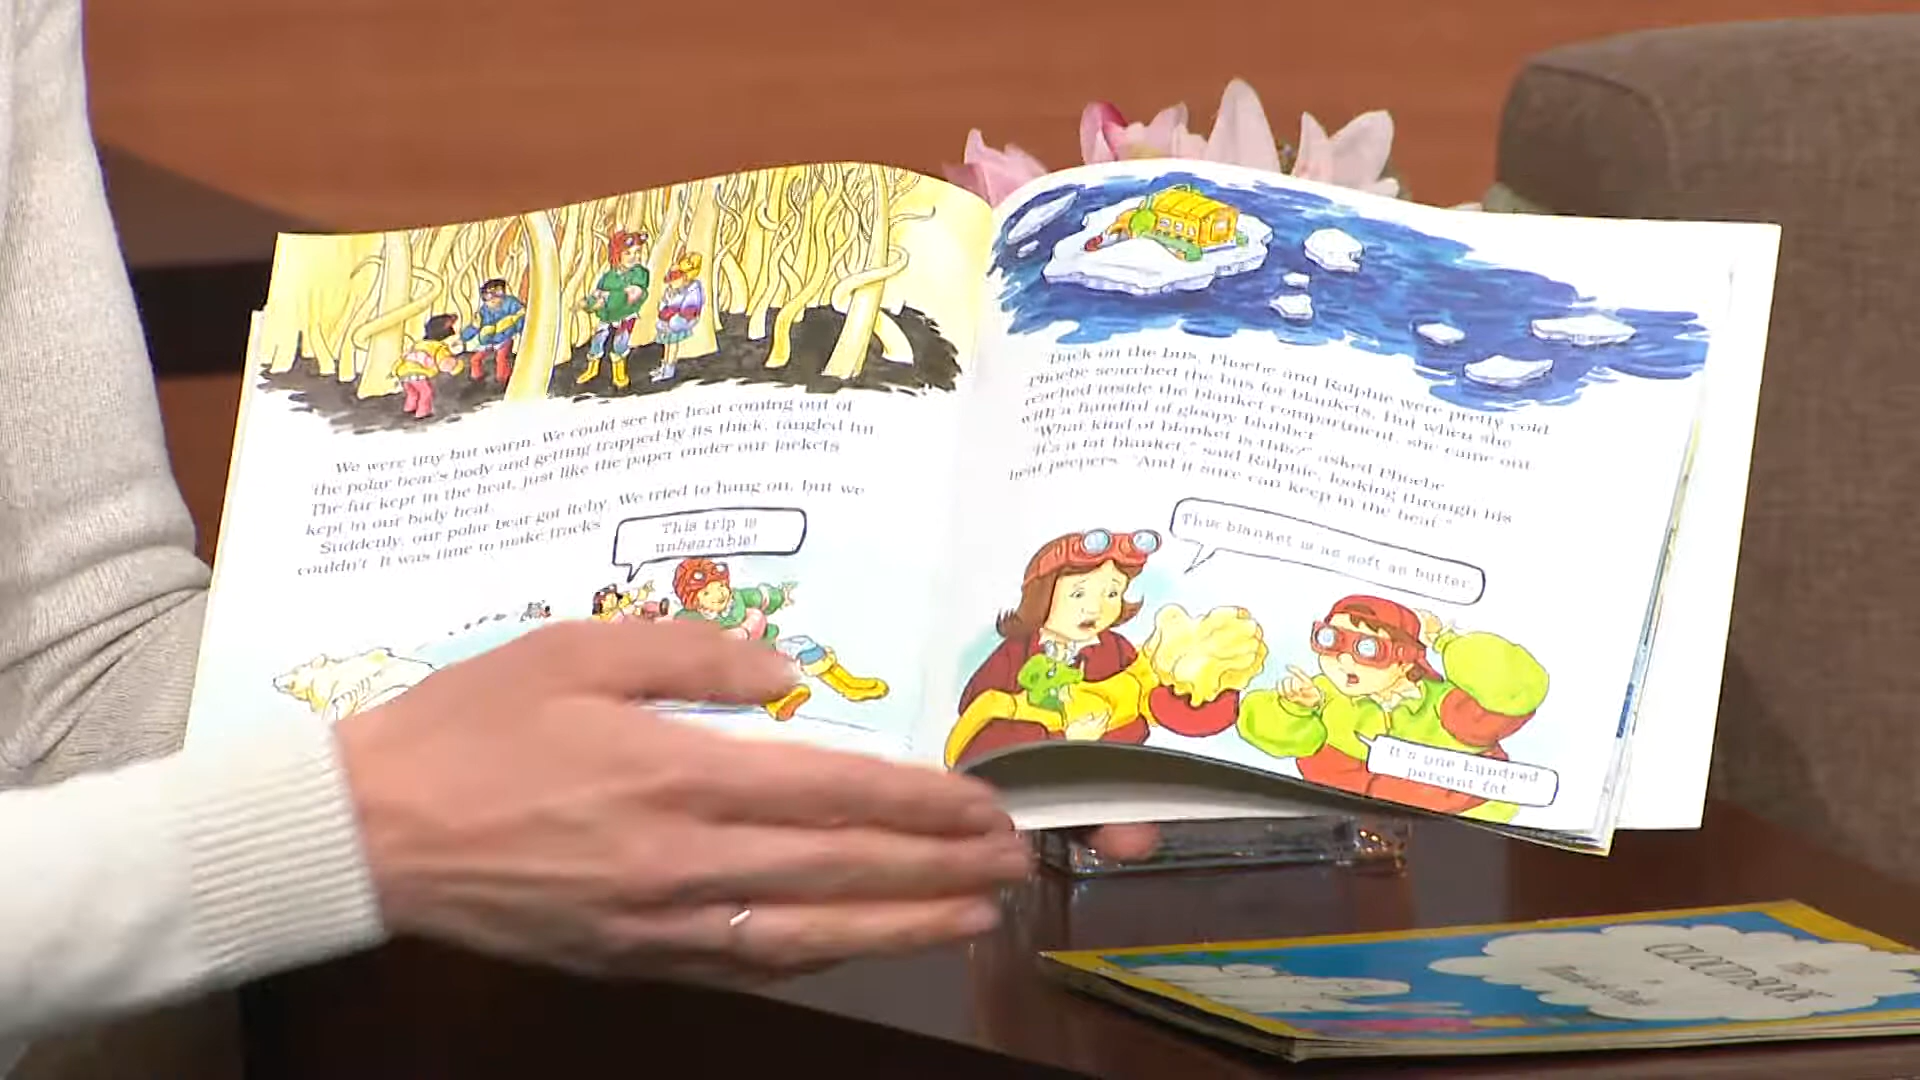 We were tiny but warm. We could see the heat coming out of
the polar bear's body and getting trapped by its thick, tangled fur.
The fur kept in the heat, just like the paper under our jackets
kept in our body heat.
Suddenly, our polar bear got itchy. We tried to hang on, but we
couldn't. It was time to make tracks.
This trip is
unbearable!
Back on the bus, Phoebe and Ralphie were pretty cold.
Phoebe searched the bus for blankets. But when she
reached inside the blanket compartment, she came out
with a handful of gloopy blubber.
"What kind of blanket is this?" asked Phoebe.
"It's a fat blanket," said Ralphie, looking through his
heat peepers. "And it sure can keep in the heat."
This blanket is as soft as butter.
It's one hundred
percent fat.
THE
CLOUD BOOK